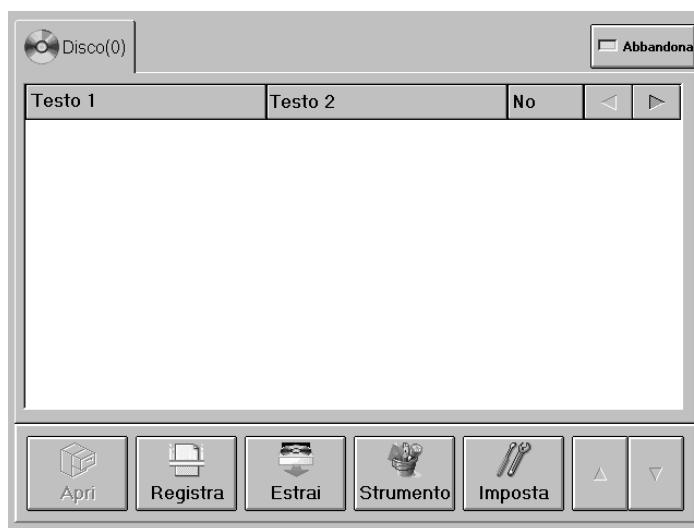 Disco(0)
Abbandona
Testo 1 Testo 2 No
Apri Registra Estrai Strumento Imposta